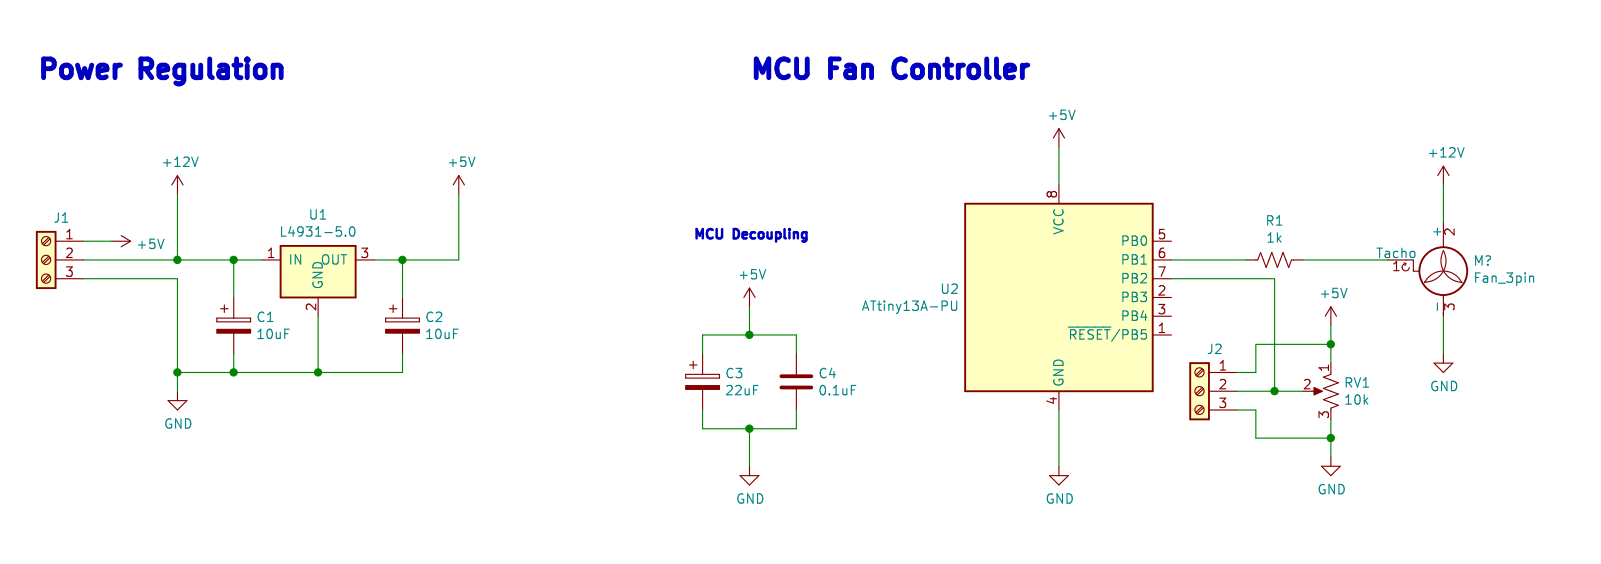 Power Regulation
MCU Fan Controller
+12V
+5V
J1
1
2
3
+5V
U1
L4931-5.0
1
IN
OUT
3
GND
2
+
C1
10uF
+
C2
10uF
GND
MCU Decoupling
+5V
+
C3
22uF
C4
0.1uF
GND
+5V
8
VCC
U2
ATtiny13A-PU
PB0
5
PB1
6
PB2
7
PB3
2
PB4
3
RESET/PB5
1
GND
4
GND
R1
1k
+12V
+
2
Tacho
1
M?
Fan_3pin
-
3
GND
+5V
J2
1
2
3
1
2
3
RV1
10k
GND